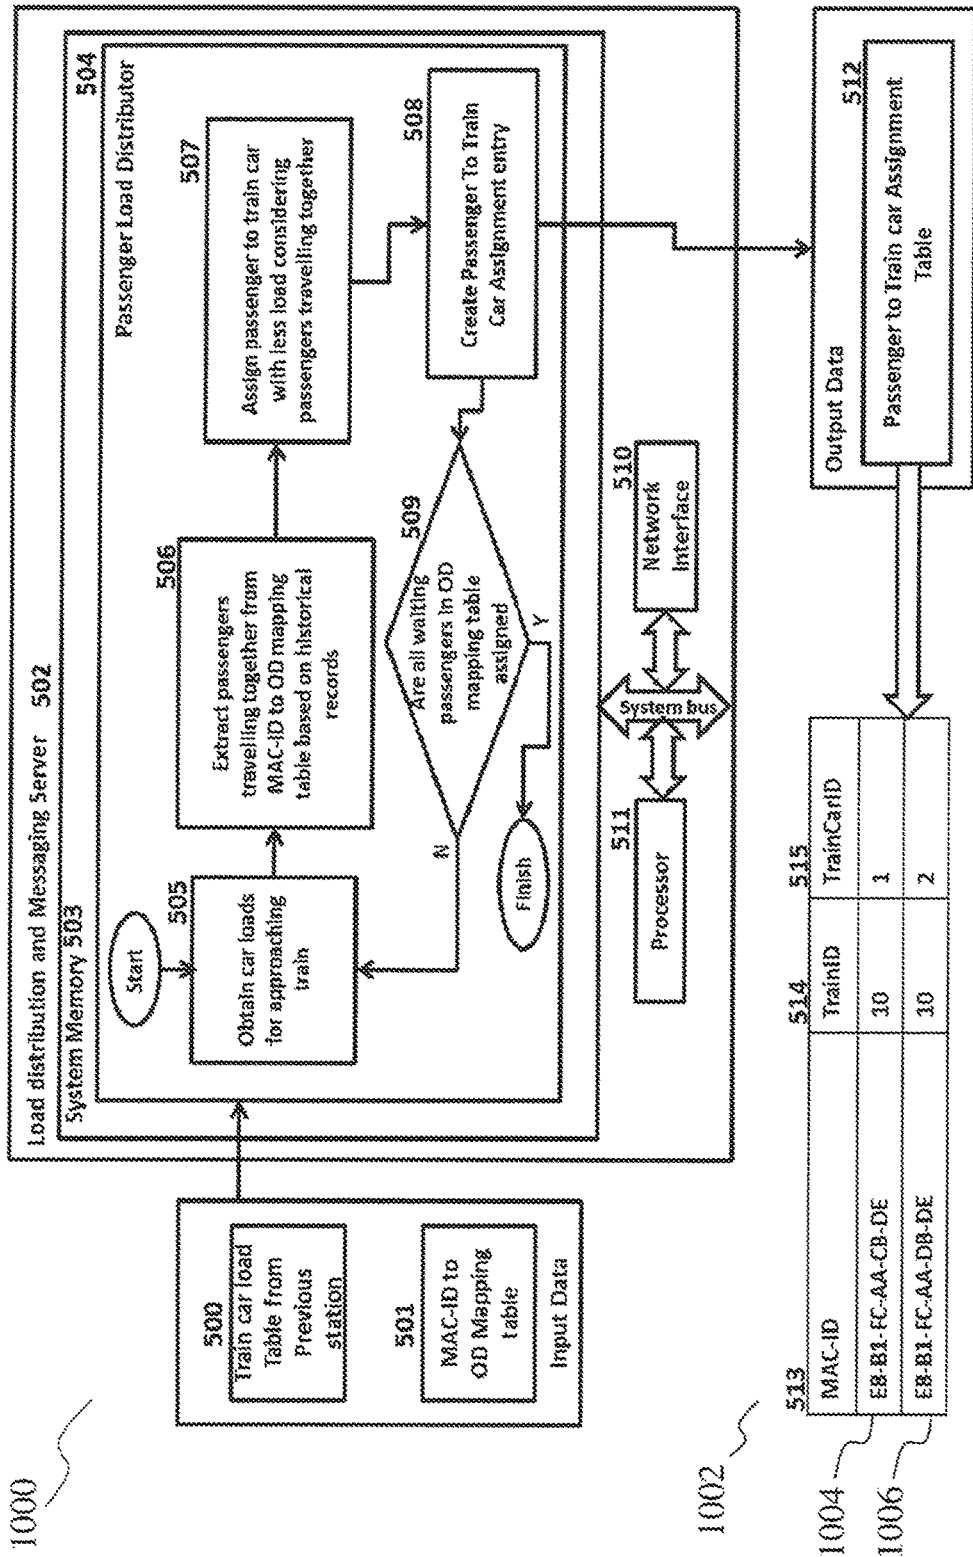 1000
500
Train car load
Table from
Previous
station
501
MAC-ID to
OD Mapping
table
Input Data
Load distribution and Messaging Server 502
System Memory 503
504
Passenger Load Distributor
Start
505
Obtain car loads
for approaching
train
506
Extract passengers
travelling together from
MAC-ID to OD mapping
table based on historical
records
507
Assign passenger to train car
with less load considering
passengers travelling together
508
Create Passenger To Train
Car Assignment entry
509
Are all waiting
passengers in OD
mapping table
assigned
N
Y
Finish
511
Processor
System bus
510
Network
Interface
Output Data
512
Passenger to Train car Assignment
Table
1002
513
514
515
MAC-ID TrainID TrainCarID
1004
EB-B1-FC-AA-CB-DE 10 1
1006
EB-B1-FC-AA-DB-DE 10 2